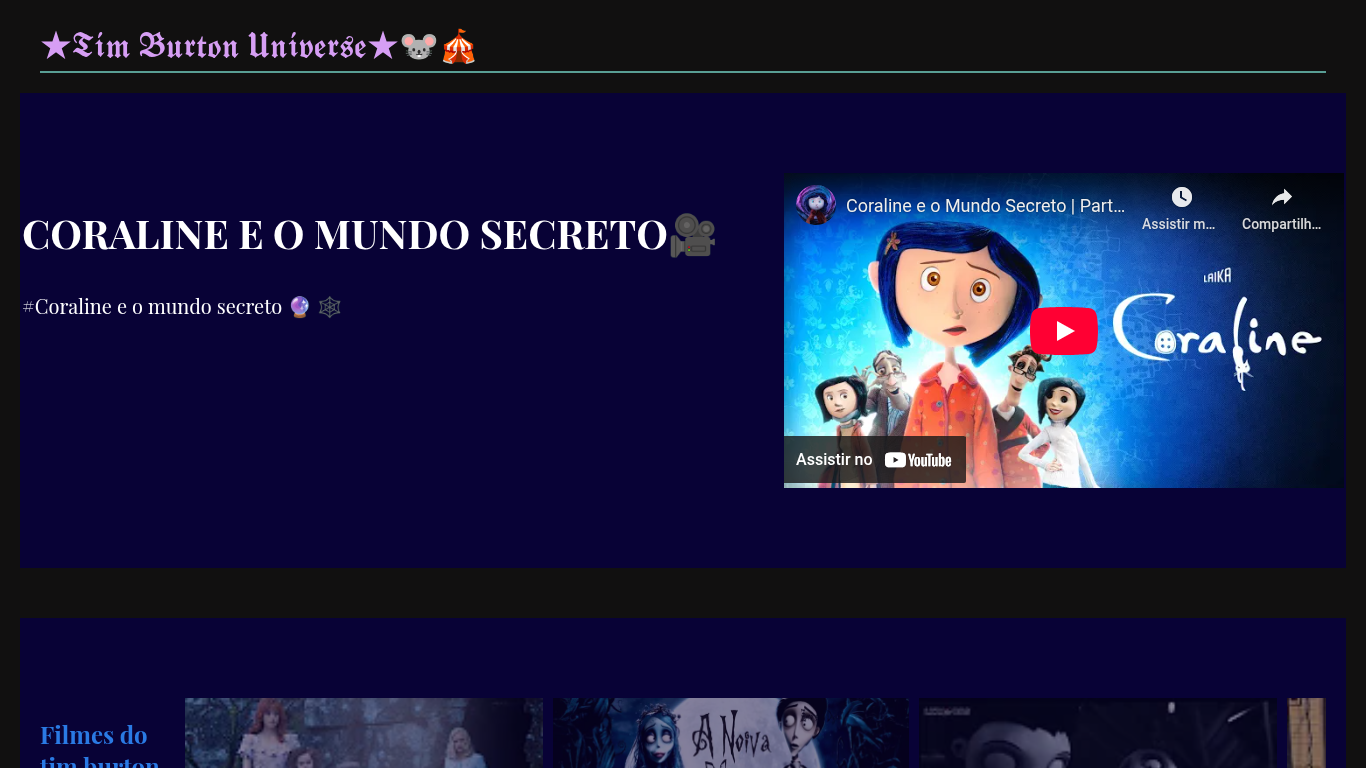 ★Tim Burton Universe★🐭🎪
CORALINE E O MUNDO SECRETO🎥
#Coraline e o mundo secreto 🔮 🕸️
Coraline e o Mundo Secreto | Part…
Assistir m…
Compartilh…
LAIKA
Coraline
Assistir no YouTube
Filmes do
tim burton
A NOIVA